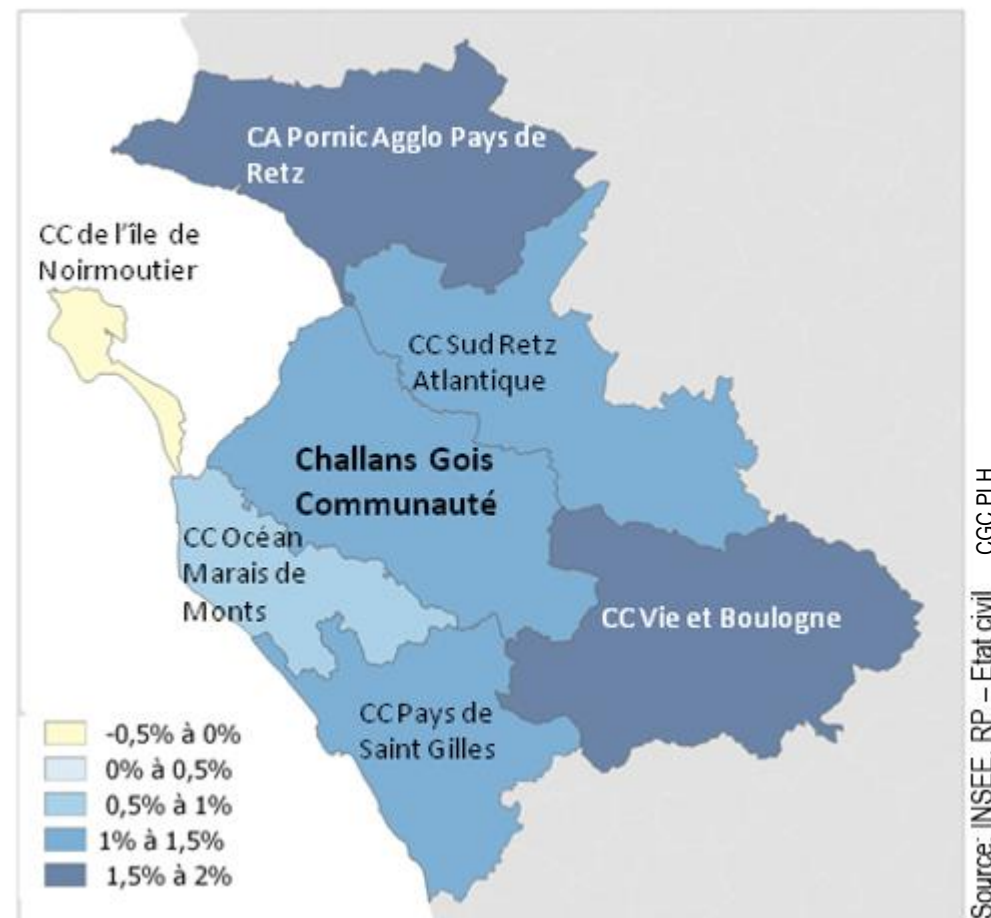 CA Pornic Agglo Pays de
Retz
CC de l'île de
Noirmoutier
CC Sud Retz
Atlantique
Challans Gois
Communauté
CC Océan
Marais de
Monts
CC Vie et Boulogne
CC Pays de
Saint Gilles
-0,5% à 0%
0% à 0,5%
0,5% à 1%
1% à 1,5%
1,5% à 2%
Source: INSEE, RP – Etat civil CGC PLH